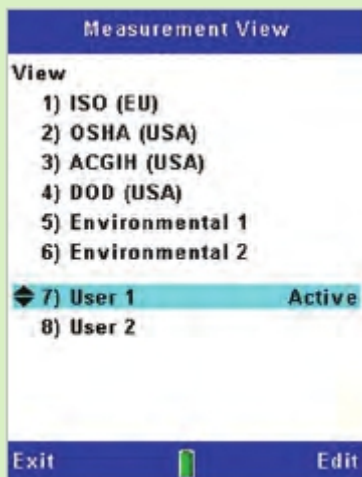 Measurement View
View
1) ISO (EU)
2) OSHA (USA)
3) ACGIH (USA)
4) DOD (USA)
5) Environmental 1
6) Environmental 2
7) User 1 Active
8) User 2
Exit Edit